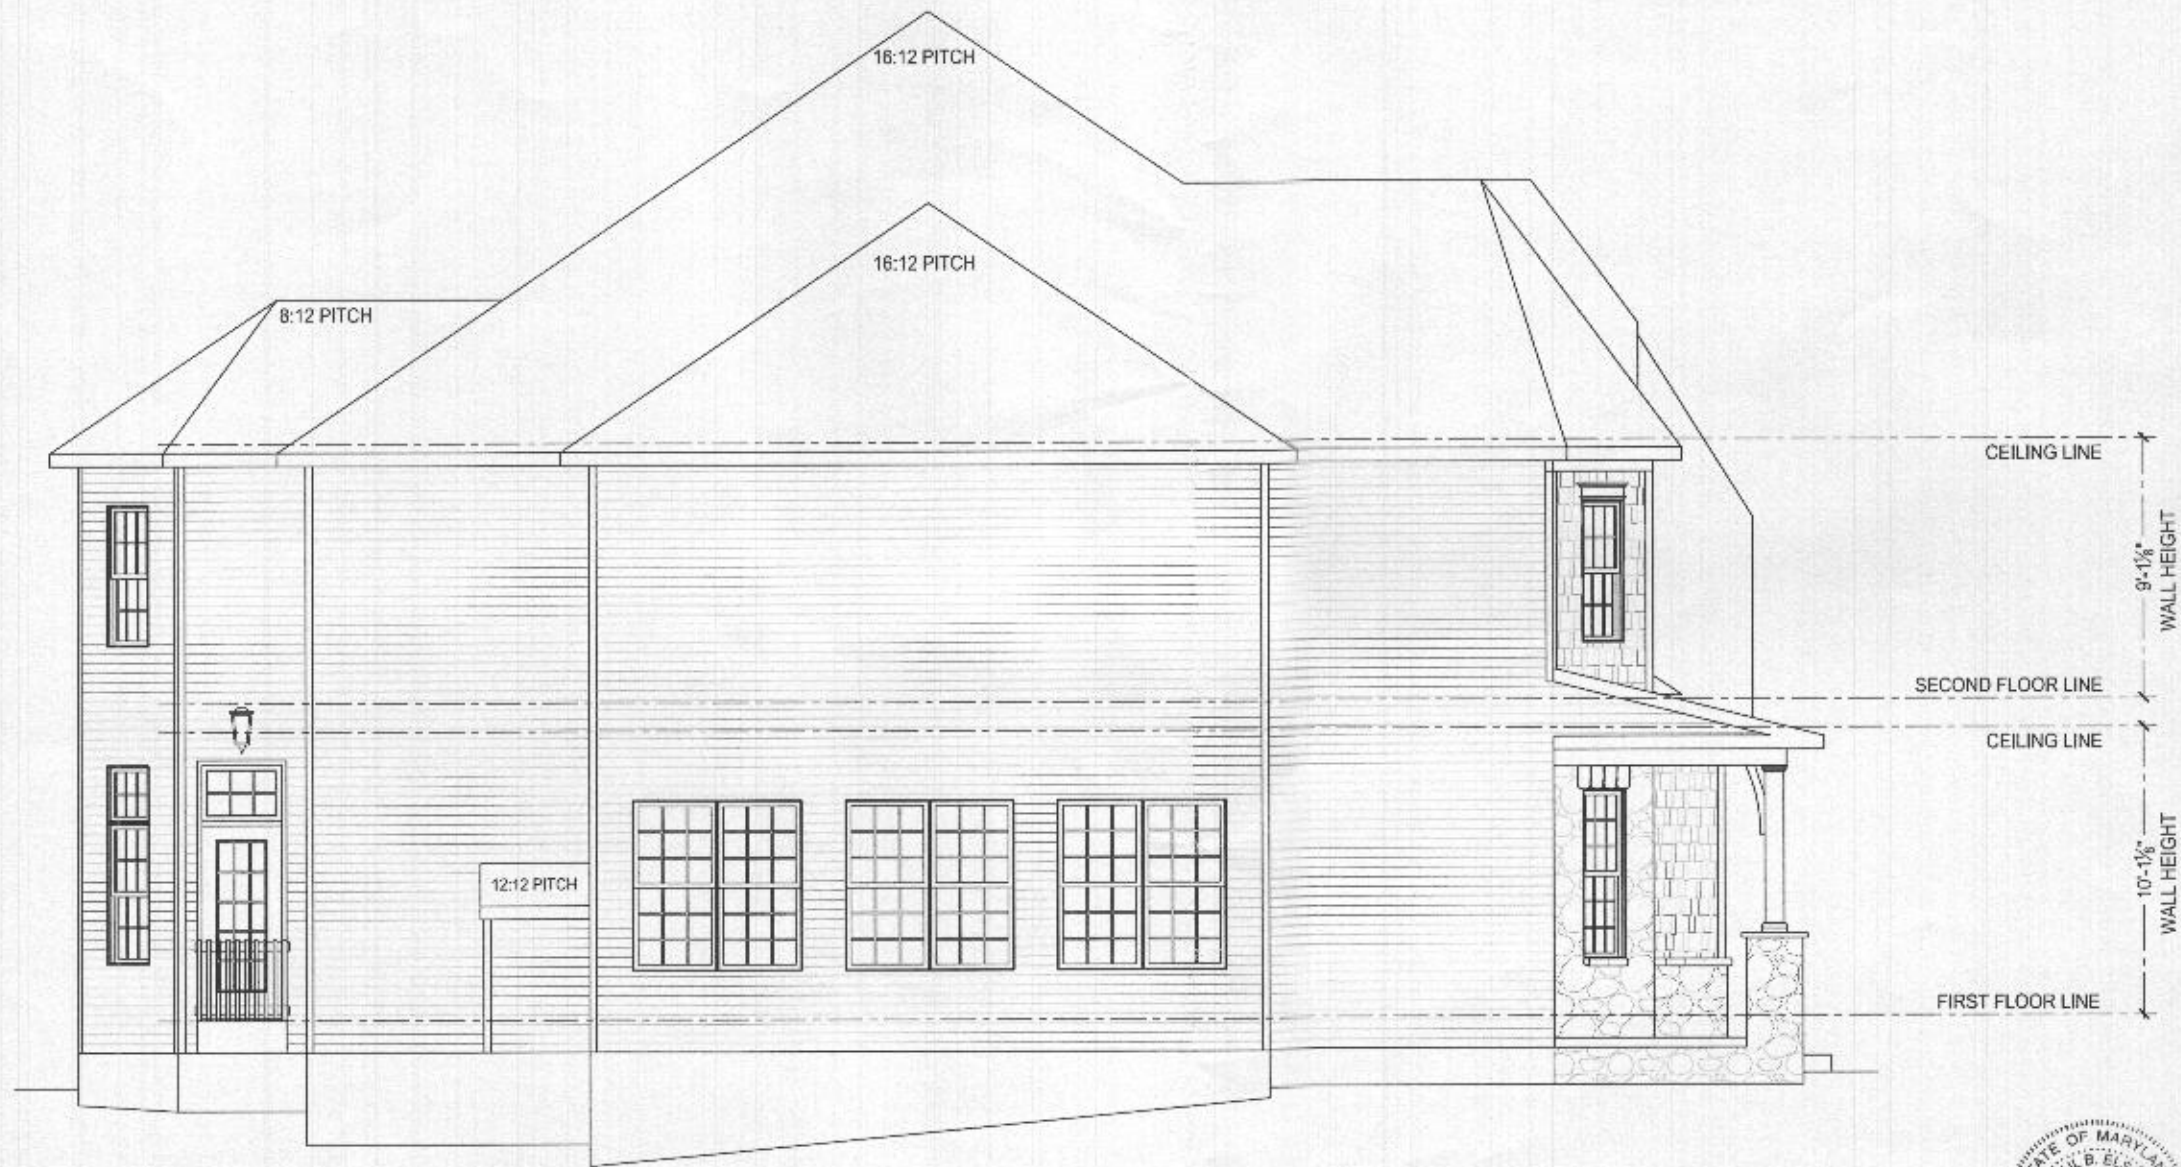 16:12 PITCH
16:12 PITCH
8:12 PITCH
CEILING LINE
9'-1⅛"
WALL HEIGHT
SECOND FLOOR LINE
CEILING LINE
12:12 PITCH
10'-1⅛"
WALL HEIGHT
FIRST FLOOR LINE
ATE OF MARYLA